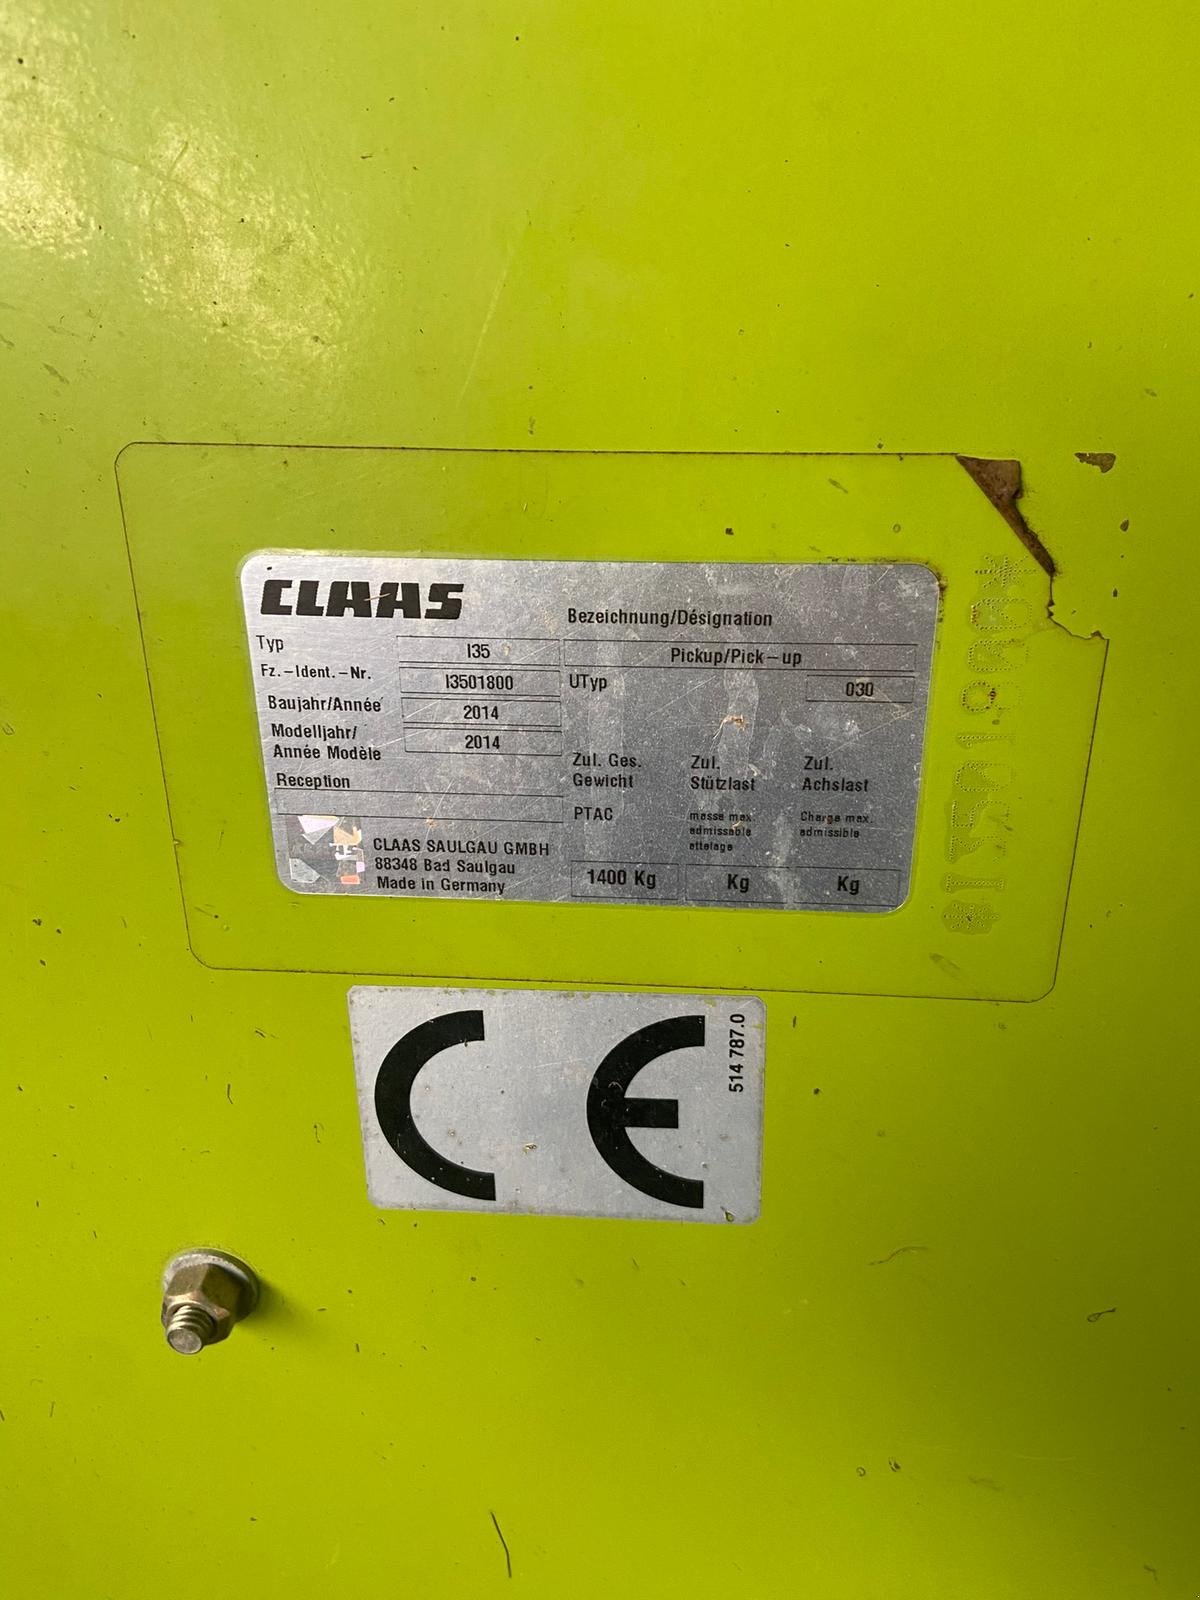 CLAAS
Bezeichnung/Désignation
Typ
I35
Pickup/Pick-up
Fz.-Ident.-Nr.
I3501800
UTyp
030
Baujahr/Année
2014
Modelljahr/
Année Modèle
2014
Reception
Zul. Ges.
Gewicht
PTAC
1400 Kg
Zul.
Stützlast
masse max.
admissable
attelage
Kg
Zul.
Achslast
Charge max.
admissible
Kg
CLAAS SAULGAU GMBH
88348 Bad Saulgau
Made in Germany
*I3501800*
CE
514 787.0